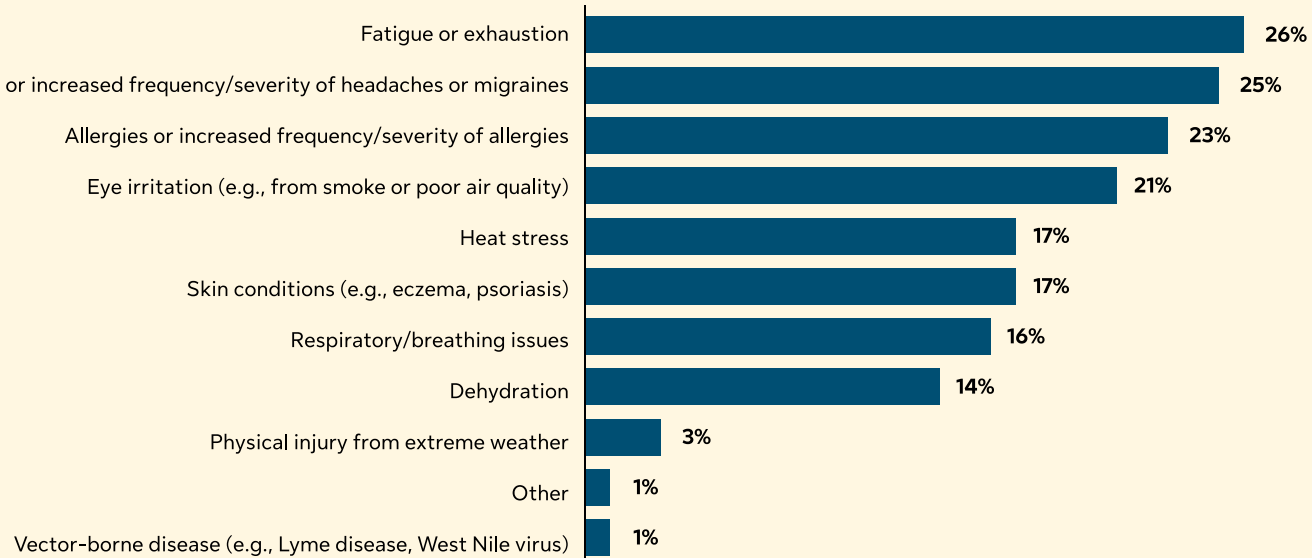 Fatigue or exhaustion 26%
or increased frequency/severity of headaches or migraines 25%
Allergies or increased frequency/severity of allergies 23%
Eye irritation (e.g., from smoke or poor air quality) 21%
Heat stress 17%
Skin conditions (e.g., eczema, psoriasis) 17%
Respiratory/breathing issues 16%
Dehydration 14%
Physical injury from extreme weather 3%
Other 1%
Vector-borne disease (e.g., Lyme disease, West Nile virus) 1%